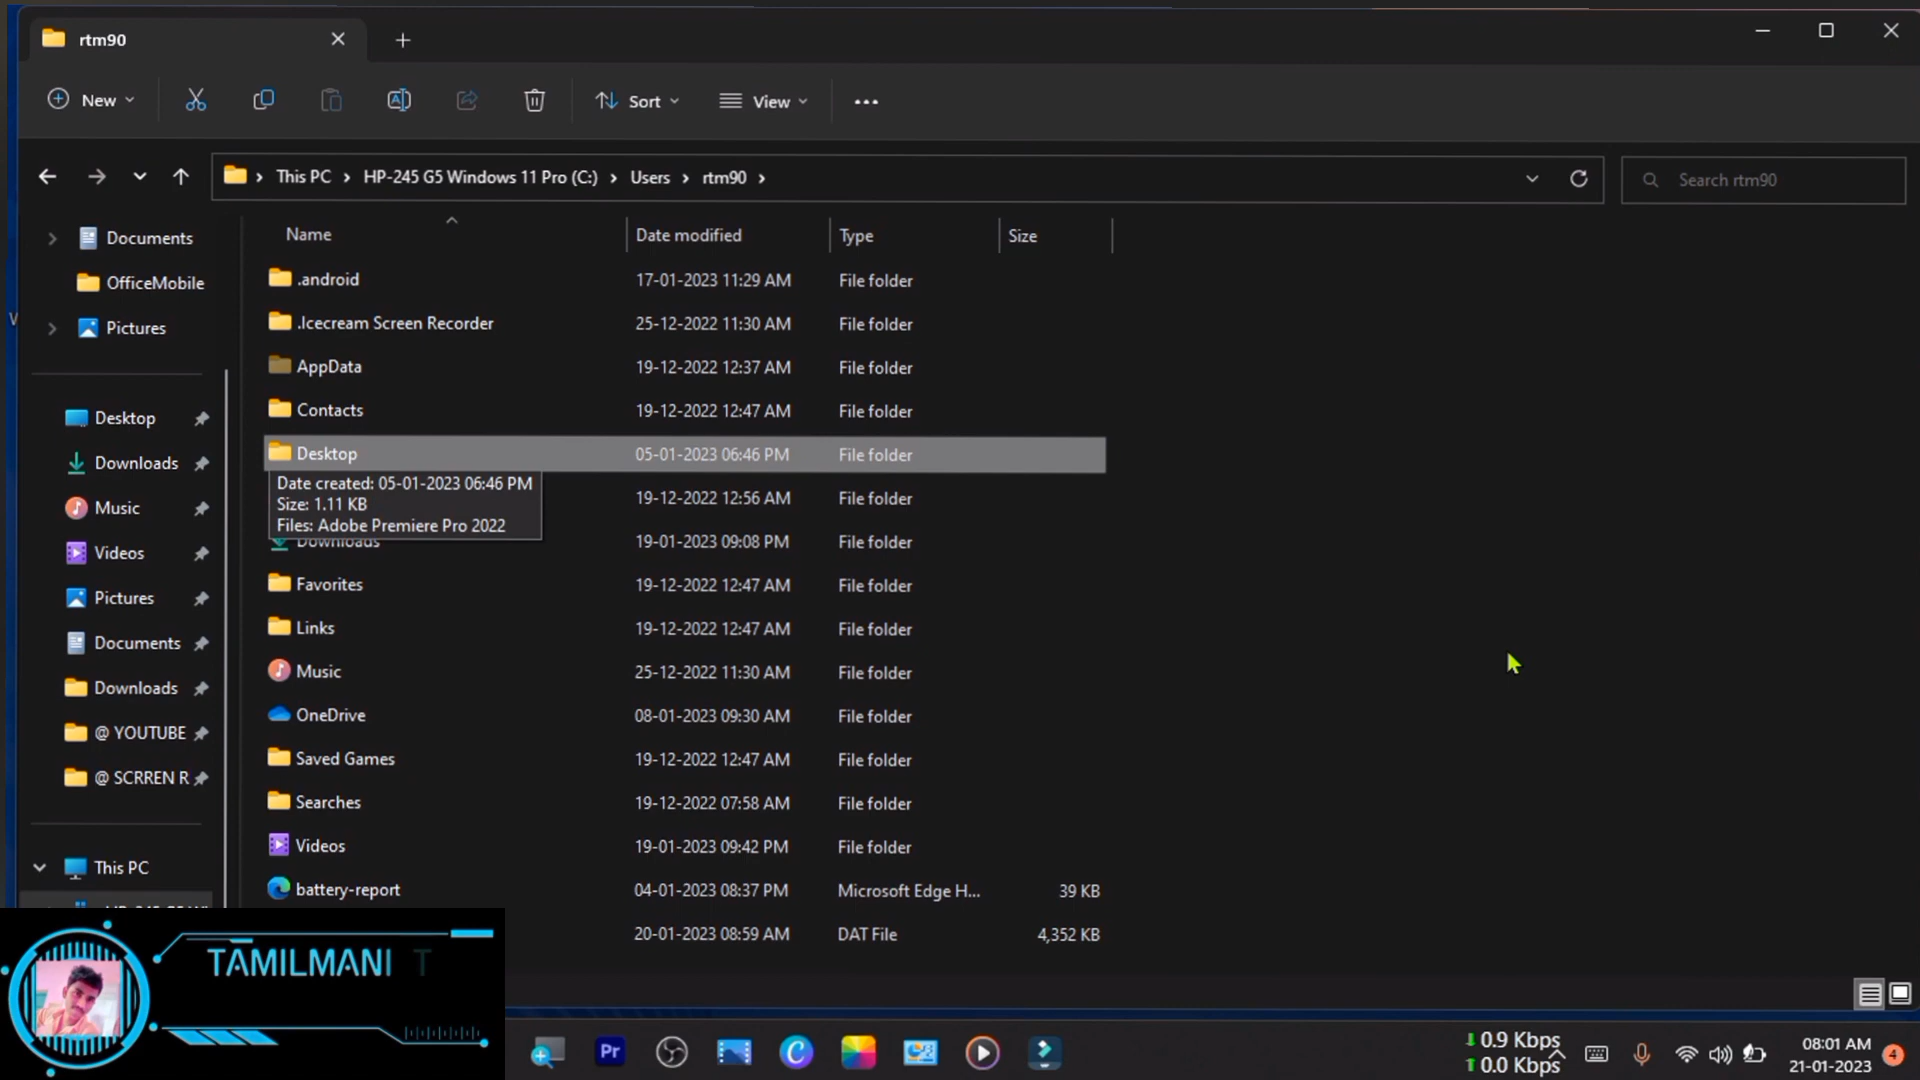 rtm90
New
Sort
View
This PC > HP-245 G5 Windows 11 Pro (C:) > Users > rtm90 >
Search rtm90
Documents
OfficeMobile
Pictures
Desktop
Downloads
Music
Videos
Pictures
Documents
Downloads
@ YOUTUBE
@ SCRREN R
This PC
Name Date modified Type Size
.android 17-01-2023 11:29 AM File folder
.Icecream Screen Recorder 25-12-2022 11:30 AM File folder
AppData 19-12-2022 12:37 AM File folder
Contacts 19-12-2022 12:47 AM File folder
Desktop 05-01-2023 06:46 PM File folder
Date created: 05-01-2023 06:46 PM
Size: 1.11 KB
Files: Adobe Premiere Pro 2022
19-12-2022 12:56 AM File folder
Downloads 19-01-2023 09:08 PM File folder
Favorites 19-12-2022 12:47 AM File folder
Links 19-12-2022 12:47 AM File folder
Music 25-12-2022 11:30 AM File folder
OneDrive 08-01-2023 09:30 AM File folder
Saved Games 19-12-2022 12:47 AM File folder
Searches 19-12-2022 07:58 AM File folder
Videos 19-01-2023 09:42 PM File folder
battery-report 04-01-2023 08:37 PM Microsoft Edge H... 39 KB
20-01-2023 08:59 AM DAT File 4,352 KB
TAMILMANI T
Pr
0.9 Kbps
0.0 Kbps
08:01 AM
21-01-2023
4